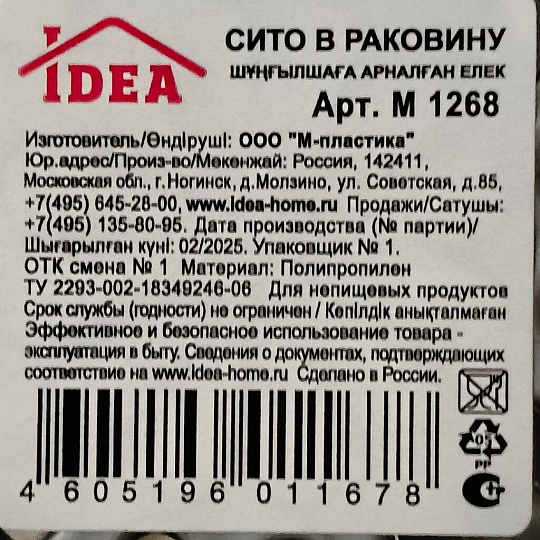 IDEA
СИТО В РАКОВИНУ
ШҰҢҒЫЛШАҒА АРНАЛҒАН ЕЛЕК
Арт. М 1268
Изготовитель/Өндіруші: ООО "М-пластика"
Юр.адрес/Произ-во/Мекенжай: Россия, 142411,
Московская обл., г.Ногинск, д.Молзино, ул. Советская, д.85,
+7(495) 645-28-00, www.idea-home.ru Продажи/Сатушы:
+7(495) 135-80-95. Дата производства (№ партии)/
Шығарылған күні: 02/2025. Упаковщик № 1.
ОТК смена № 1 Материал: Полипропилен
ТУ 2293-002-18349246-06 Для непищевых продуктов
Срок службы (годности) не ограничен / Кепілдік анықталмаған
Эффективное и безопасное использование товара -
эксплуатация в быту. Сведения о документах, подтверждающих
соответствие на www.idea-home.ru Сделано в России.
05
PP
4 605196 011678